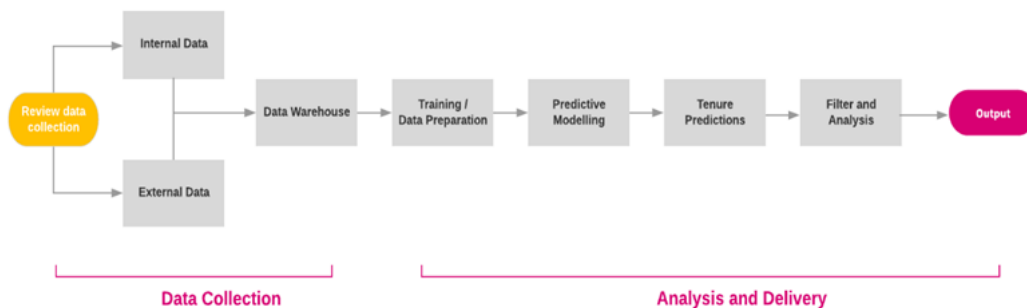 Internal Data
Review data
collection
External Data
Data Warehouse
Training /
Data Preparation
Predictive
Modelling
Tenure
Predictions
Filter and
Analysis
Output
Data Collection
Analysis and Delivery